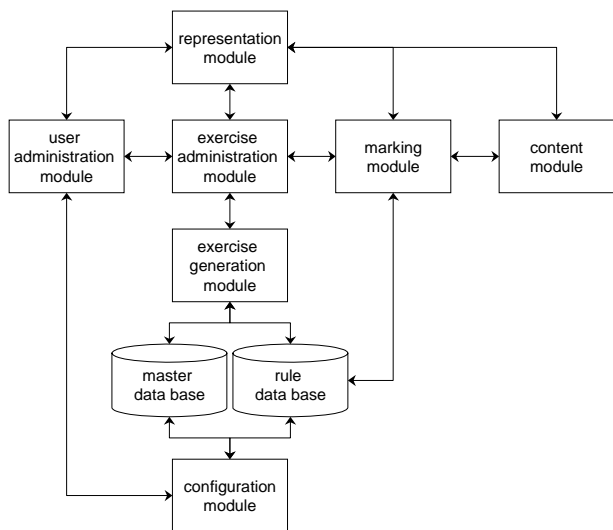 representation
module
user
administration
module
exercise
administration
module
marking
module
content
module
exercise
generation
module
master
data base
rule
data base
configuration
module